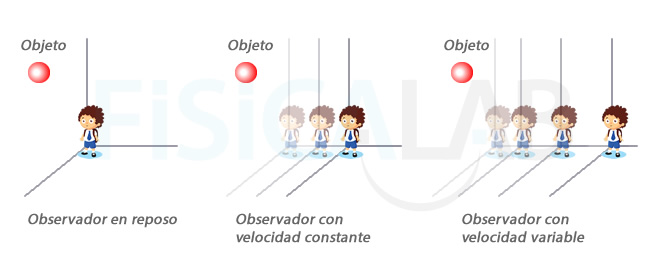 Objeto
Objeto
Objeto
FiSiCALAB
Observador en reposo
Observador con
velocidad constante
Observador con
velocidad variable